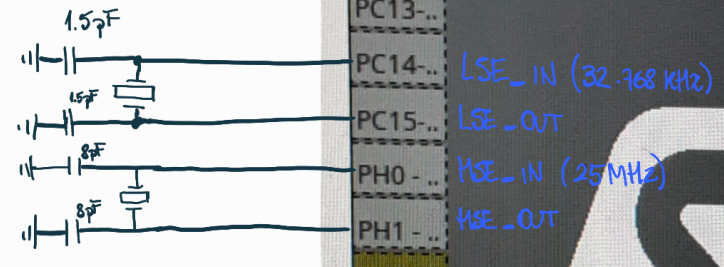 1.5pF
PC13-..
PC14-..
LSE_IN (32.768 KHz)
1.5pF
PC15-..
LSE_OUT
8pF
PH0 - ..
HSE_IN (25MHz)
8pF
PH1 - ..
HSE_OUT